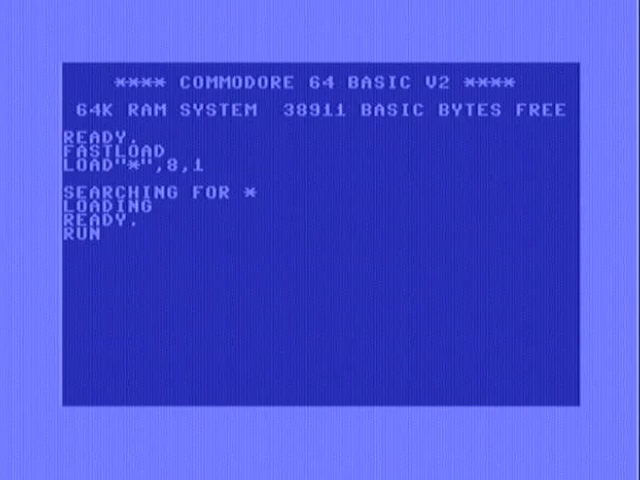 **** COMMODORE 64 BASIC V2 ****
64K RAM SYSTEM  38911 BASIC BYTES FREE
READY.
FASTLOAD
LOAD"*",8,1
SEARCHING FOR *
LOADING
READY.
RUN